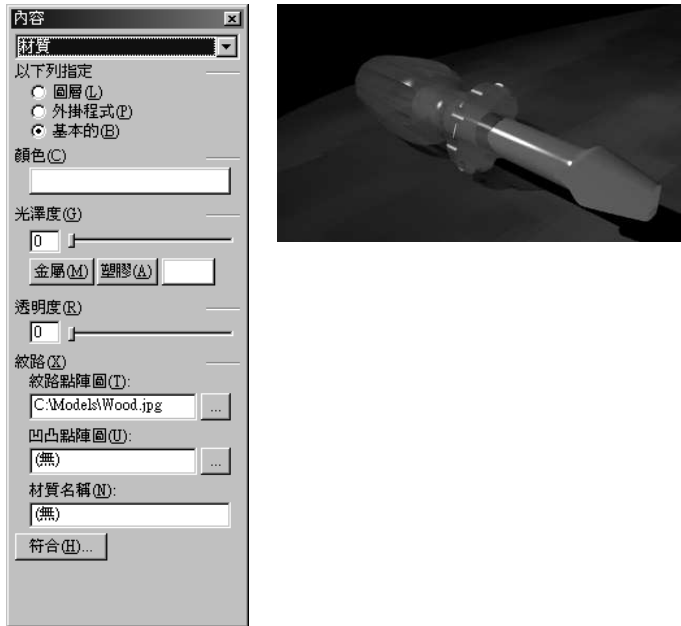 內容
材質
以下列指定
圖層(L)
外掛程式(P)
基本的(B)
顏色(C)
光澤度(G)
0
金屬(M) 塑膠(A)
透明度(R)
0
紋路(X)
紋路點陣圖(T):
C:\Models\Wood.jpg ...
凹凸點陣圖(U):
(無) ...
材質名稱(N):
(無)
符合(H)...